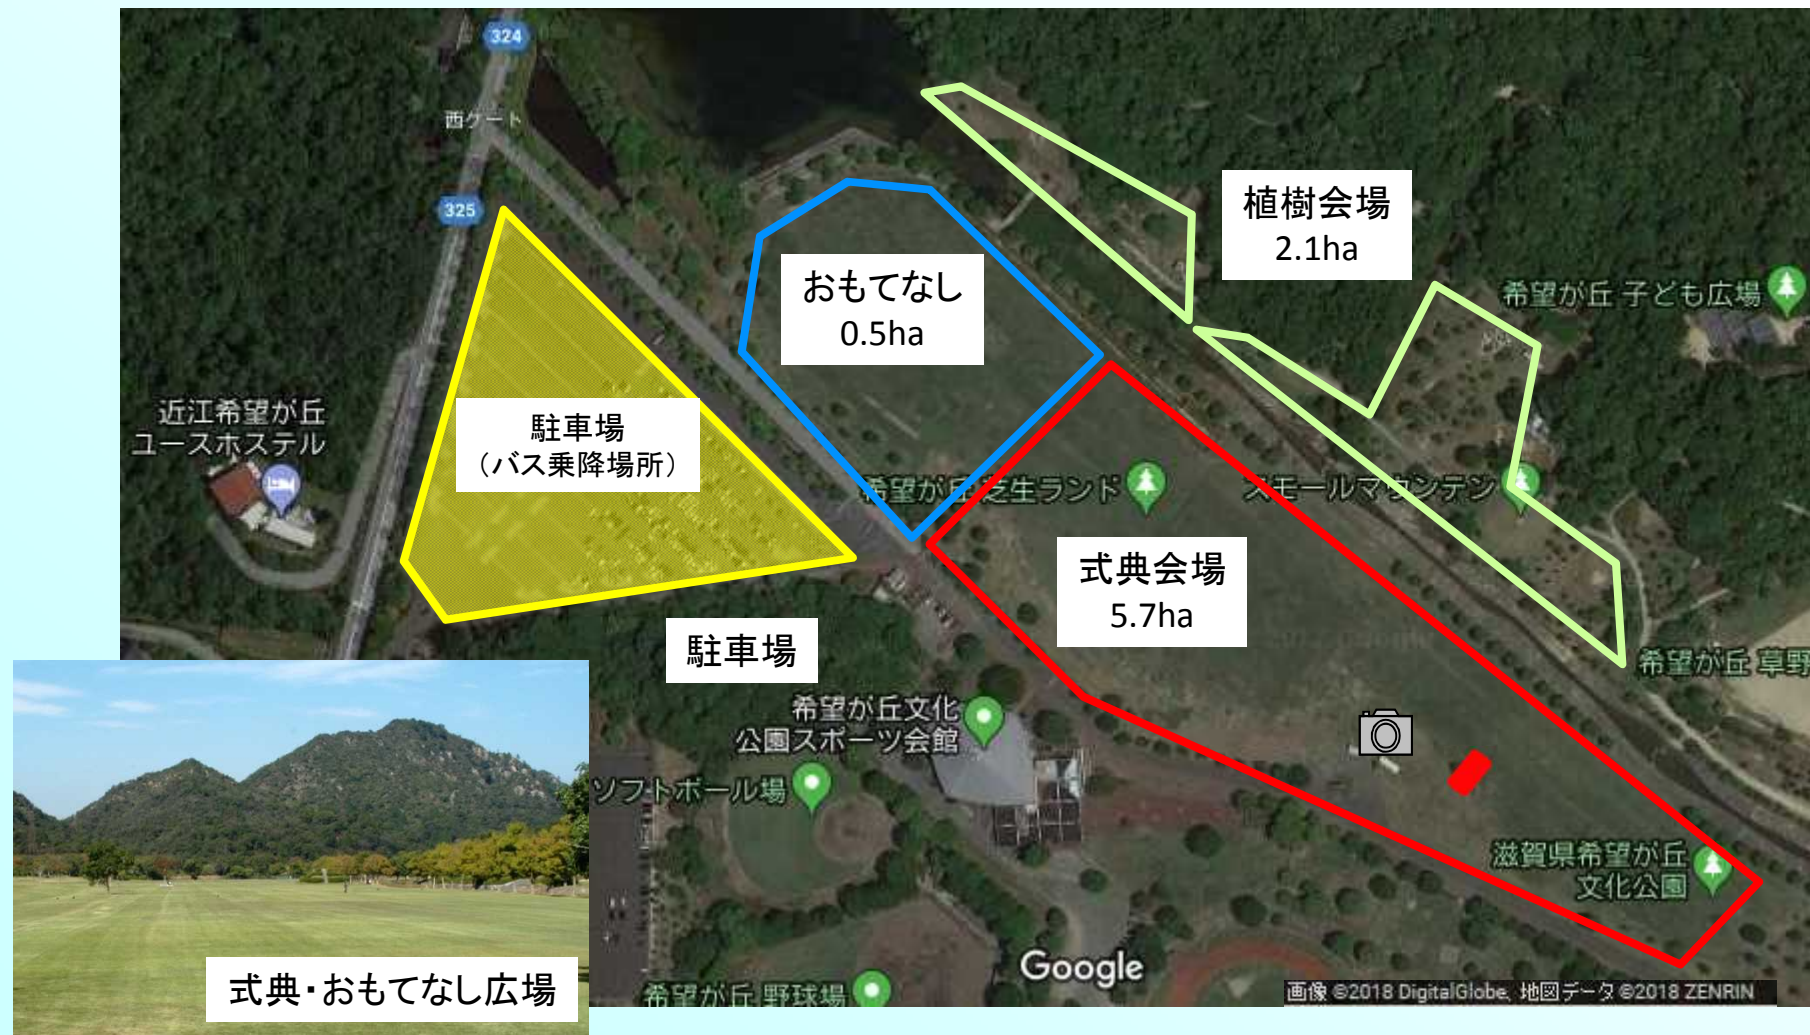 324
西ゲート
325
植樹会場
2.1ha
おもてなし
0.5ha
希望が丘 子ども広場
近江希望が丘
ユースホステル
駐車場
（バス乗降場所）
希望が丘 芝生ランド
スモールマウンテン
式典会場
5.7ha
駐車場
希望が丘 草野
希望が丘文化
公園スポーツ会館
ソフトボール場
滋賀県希望が丘
文化公園
式典・おもてなし広場
Google
希望が丘 野球場
画像 ©2018 DigitalGlobe、地図データ ©2018 ZENRIN